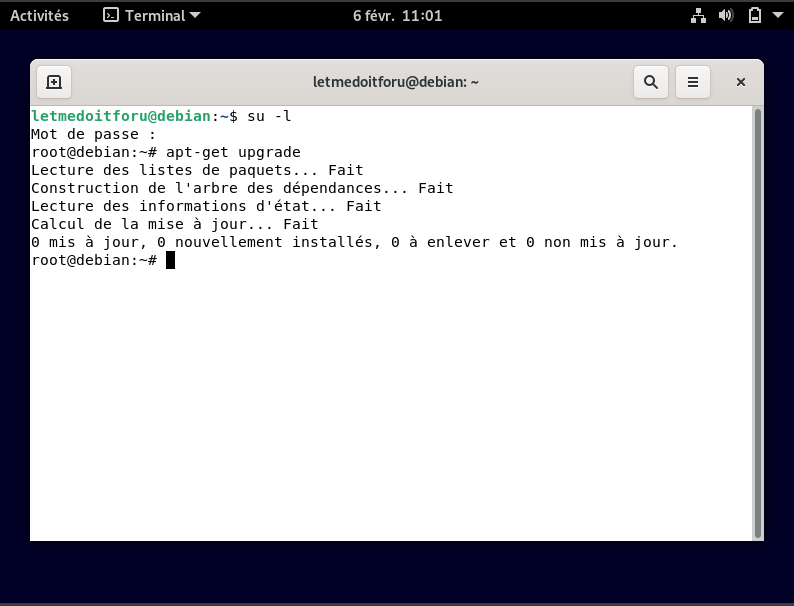 Activités Terminal 6 févr. 11:01
letmedoitforu@debian: ~
letmedoitforu@debian:~$ su -l
Mot de passe :
root@debian:~# apt-get upgrade
Lecture des listes de paquets... Fait
Construction de l'arbre des dépendances... Fait
Lecture des informations d'état... Fait
Calcul de la mise à jour... Fait
0 mis à jour, 0 nouvellement installés, 0 à enlever et 0 non mis à jour.
root@debian:~#